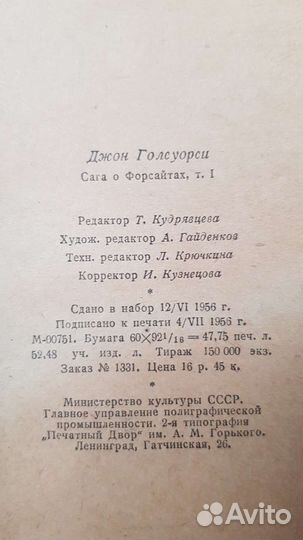 Джон Голсуорси
Сага о Форсайтах, т. I
Редактор Т. Кудрявцева
Худож. редактор А. Гайденков
Техн. редактор Л. Крючкина
Корректор И. Кузнецова
*
Сдано в набор 12/VI 1956 г.
Подписано к печати 4/VII 1956 г.
М-00751. Бумага 60×92 1/16 = 47,75 печ. л.
52,48 уч. изд. л. Тираж 150 000 экз.
Заказ № 1331. Цена 16 р. 45 к.
*
Министерство культуры СССР.
Главное управление полиграфической
промышленности. 2-я типография
„Печатный Двор" им. А. М. Горького.
Ленинград, Гатчинская, 26.
Avito